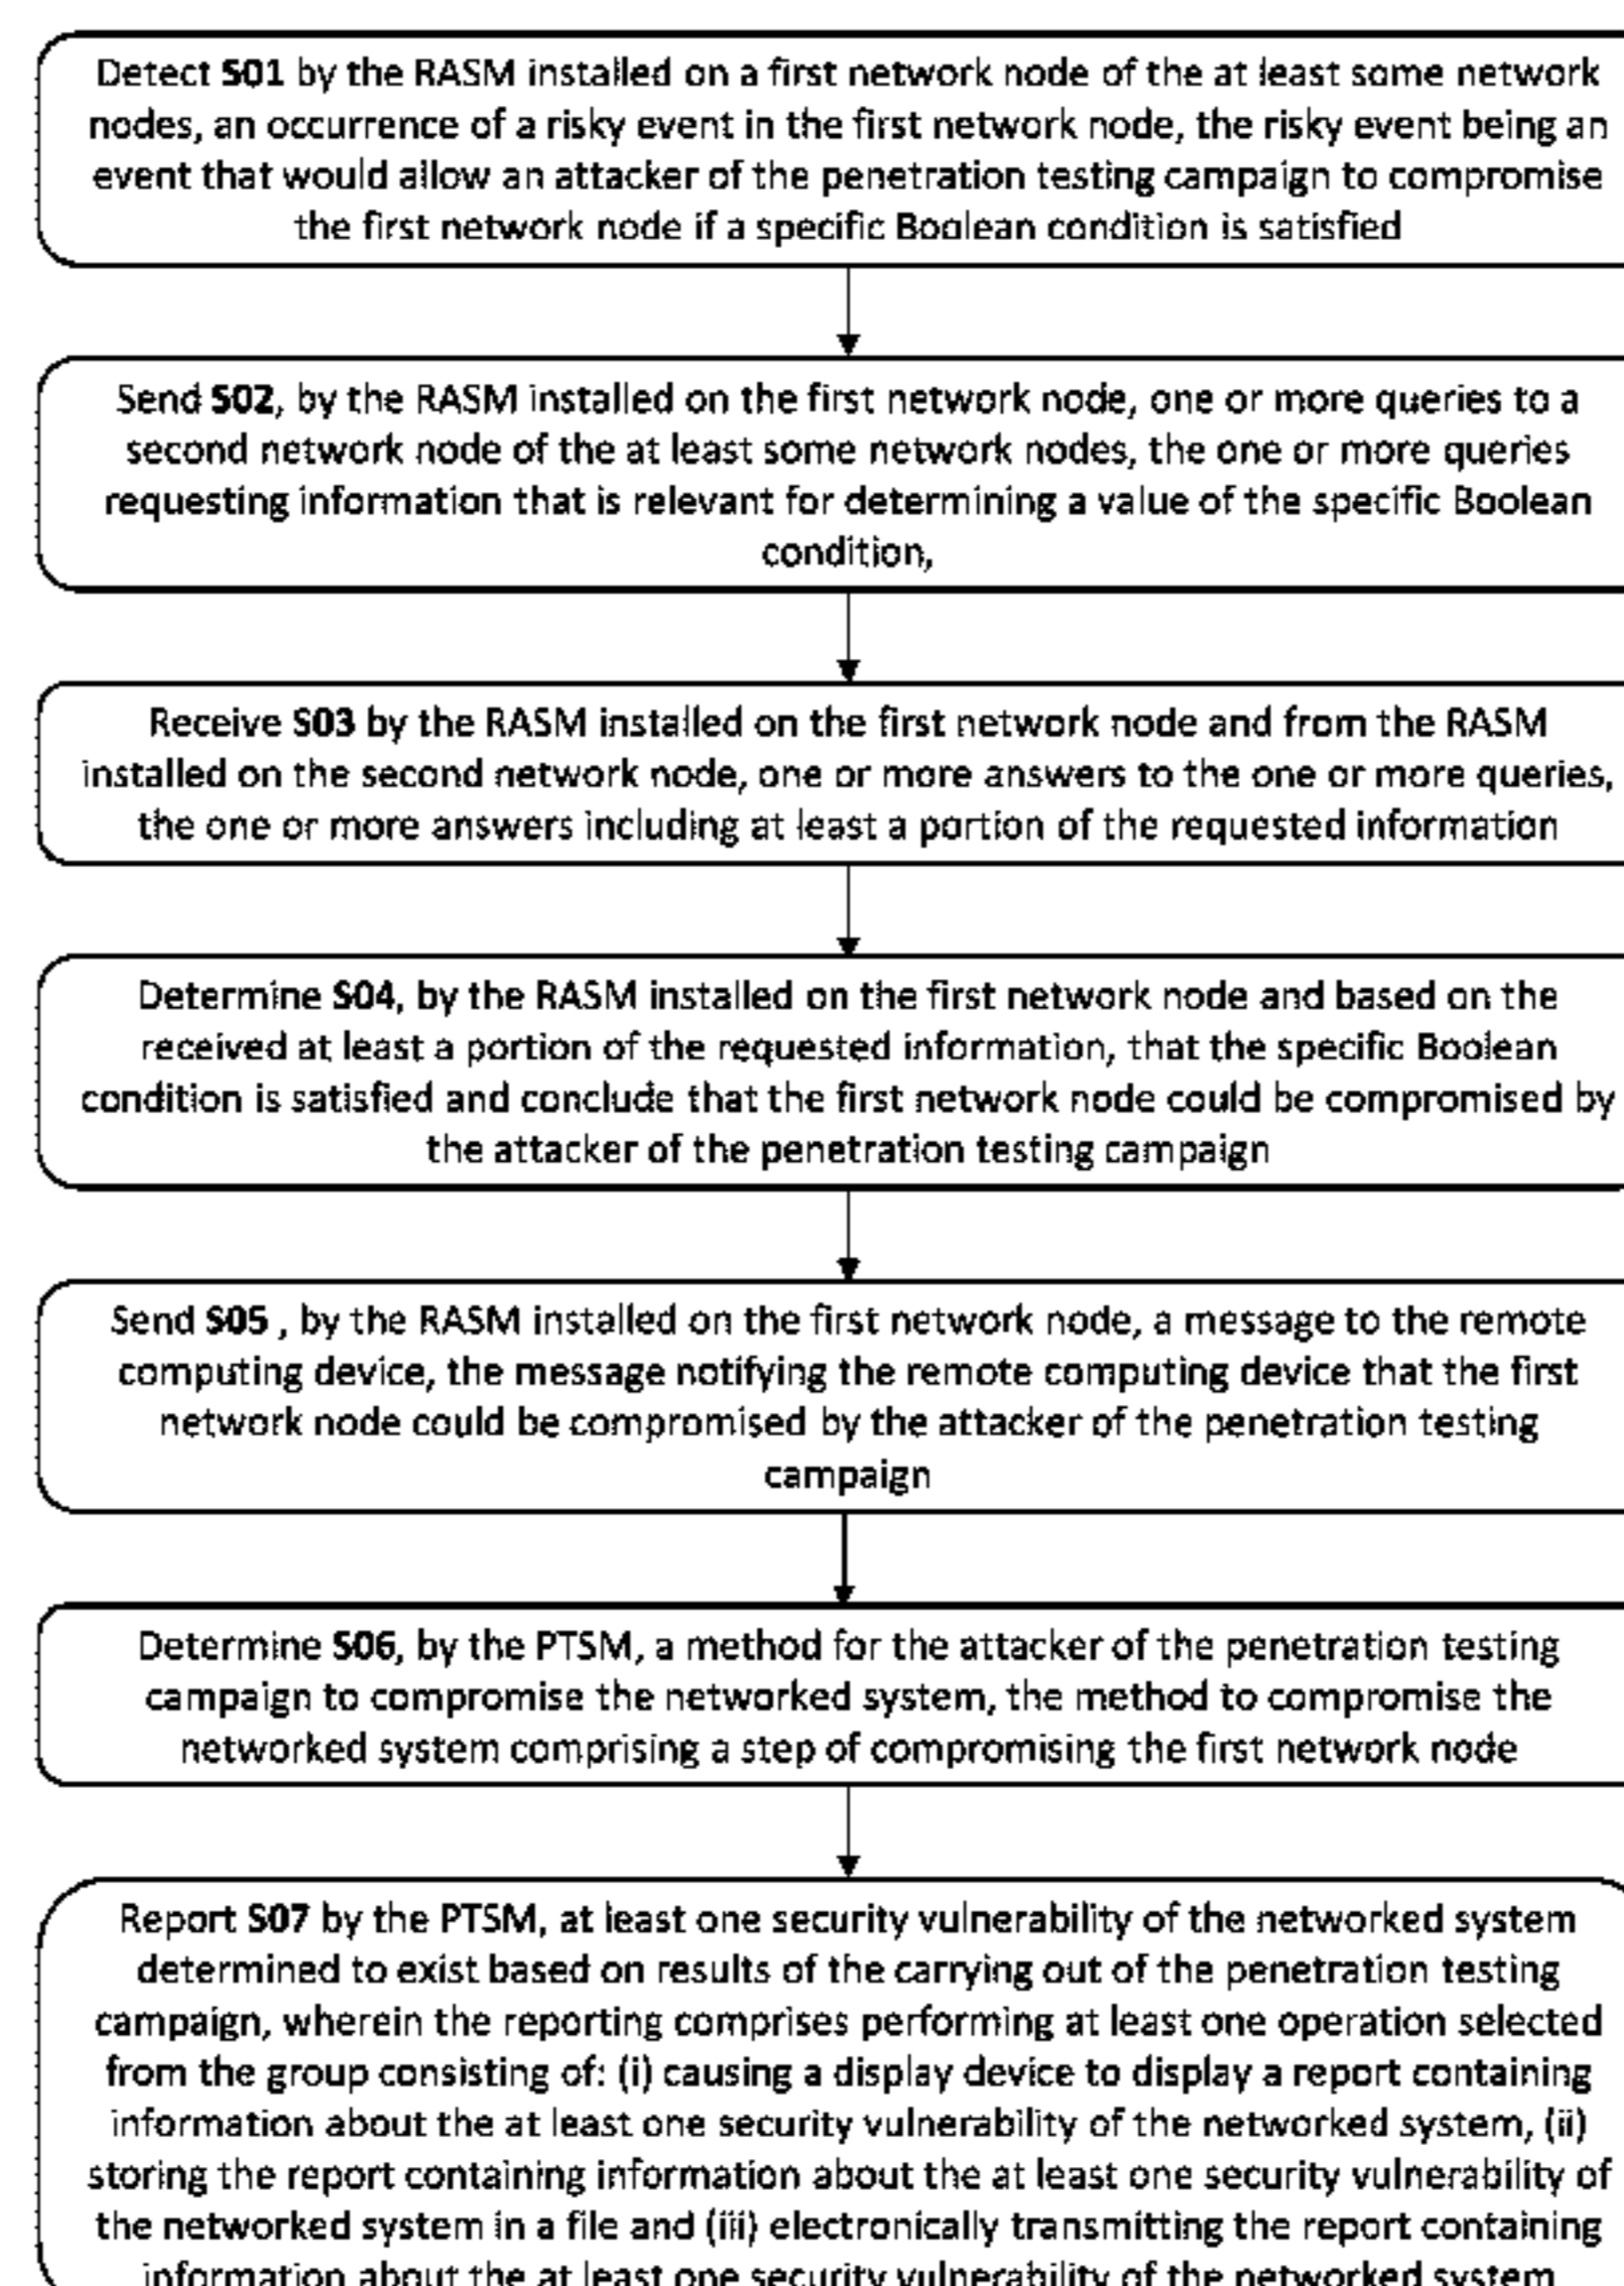 Detect S01 by the RASM installed on a first network node of the at least some network
nodes, an occurrence of a risky event in the first network node, the risky event being an
event that would allow an attacker of the penetration testing campaign to compromise
the first network node if a specific Boolean condition is satisfied
Send S02, by the RASM installed on the first network node, one or more queries to a
second network node of the at least some network nodes, the one or more queries
requesting information that is relevant for determining a value of the specific Boolean
condition,
Receive S03 by the RASM installed on the first network node and from the RASM
installed on the second network node, one or more answers to the one or more queries,
the one or more answers including at least a portion of the requested information
Determine S04, by the RASM installed on the first network node and based on the
received at least a portion of the requested information, that the specific Boolean
condition is satisfied and conclude that the first network node could be compromised by
the attacker of the penetration testing campaign
Send S05 , by the RASM installed on the first network node, a message to the remote
computing device, the message notifying the remote computing device that the first
network node could be compromised by the attacker of the penetration testing
campaign
Determine S06, by the PTSM, a method for the attacker of the penetration testing
campaign to compromise the networked system, the method to compromise the
networked system comprising a step of compromising the first network node
Report S07 by the PTSM, at least one security vulnerability of the networked system
determined to exist based on results of the carrying out of the penetration testing
campaign, wherein the reporting comprises performing at least one operation selected
from the group consisting of: (i) causing a display device to display a report containing
information about the at least one security vulnerability of the networked system, (ii)
storing the report containing information about the at least one security vulnerability of
the networked system in a file and (iii) electronically transmitting the report containing
information about the at least one security vulnerability of the networked system